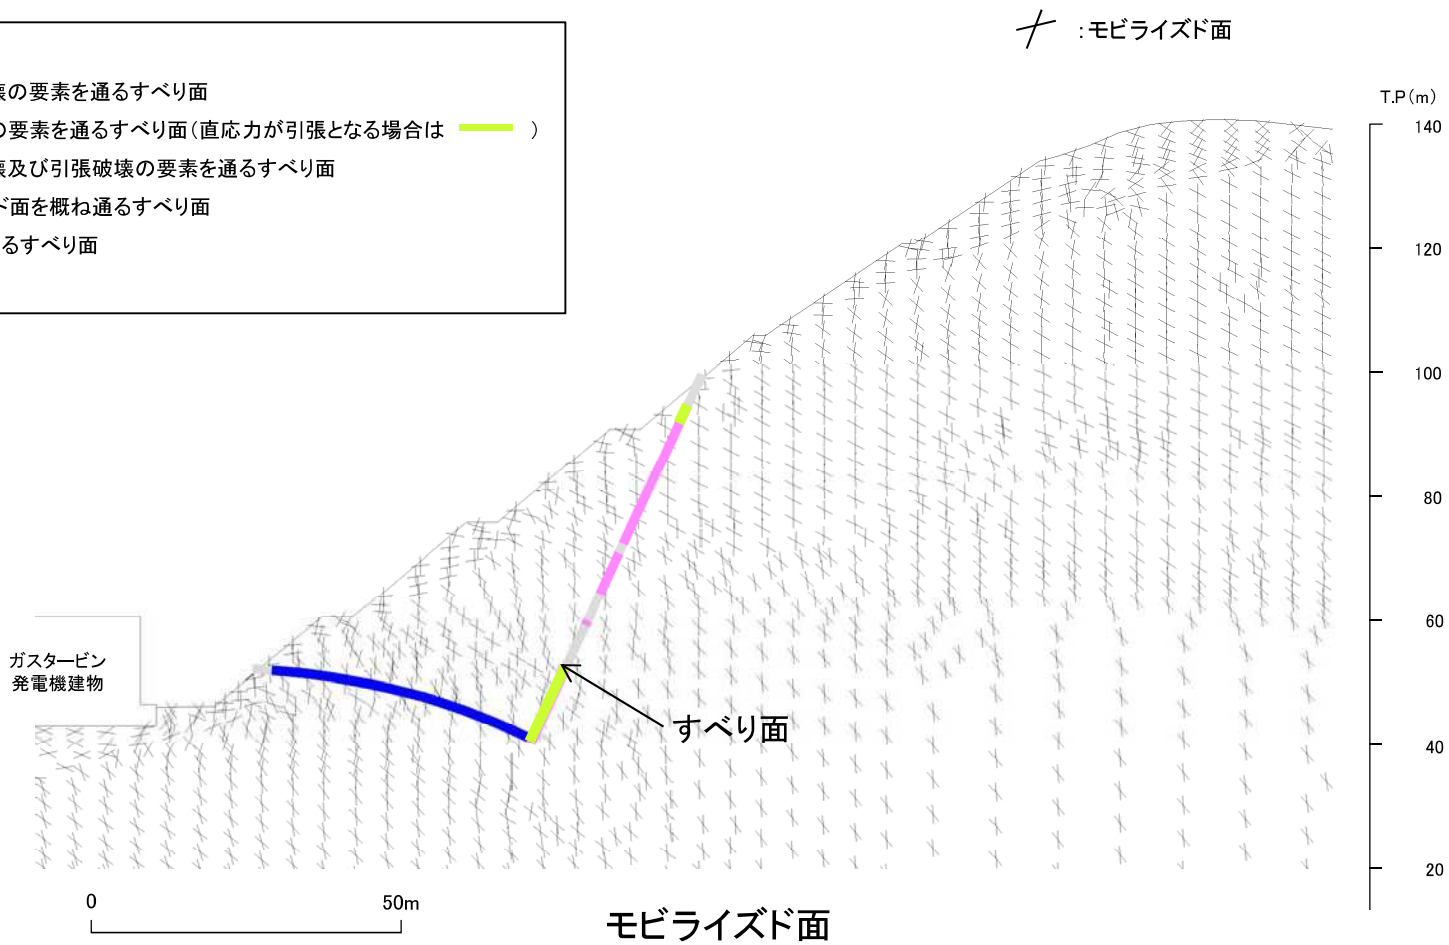 :モビライズド面
壊の要素を通るすべり面
の要素を通るすべり面(直応力が引張となる場合は )
壊及び引張破壊の要素を通るすべり面
ド面を概ね通るすべり面
るすべり面
T.P(m)
140
120
100
80
60
40
20
ガスタービン
発電機建物
すべり面
0 50m
モビライズド面